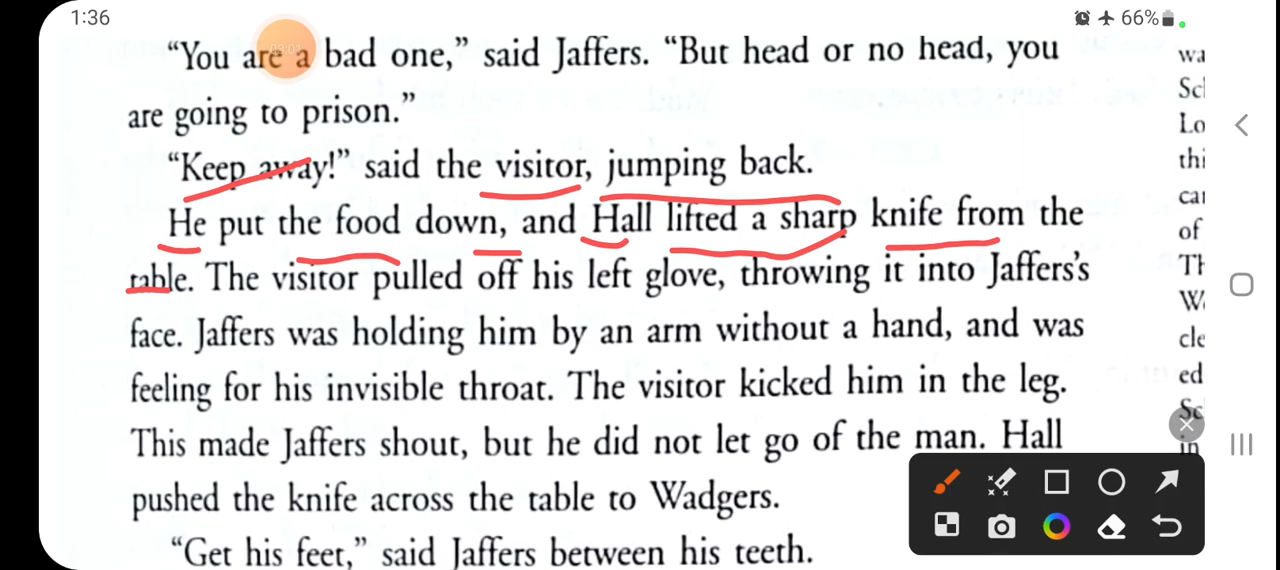 1:36
66%
“You are a bad one,” said Jaffers. “But head or no head, you
are going to prison.”
“Keep away!” said the visitor, jumping back.
He put the food down, and Hall lifted a sharp knife from the
table. The visitor pulled off his left glove, throwing it into Jaffers’s
face. Jaffers was holding him by an arm without a hand, and was
feeling for his invisible throat. The visitor kicked him in the leg.
This made Jaffers shout, but he did not let go of the man. Hall
pushed the knife across the table to Wadgers.
“Get his feet,” said Jaffers between his teeth.